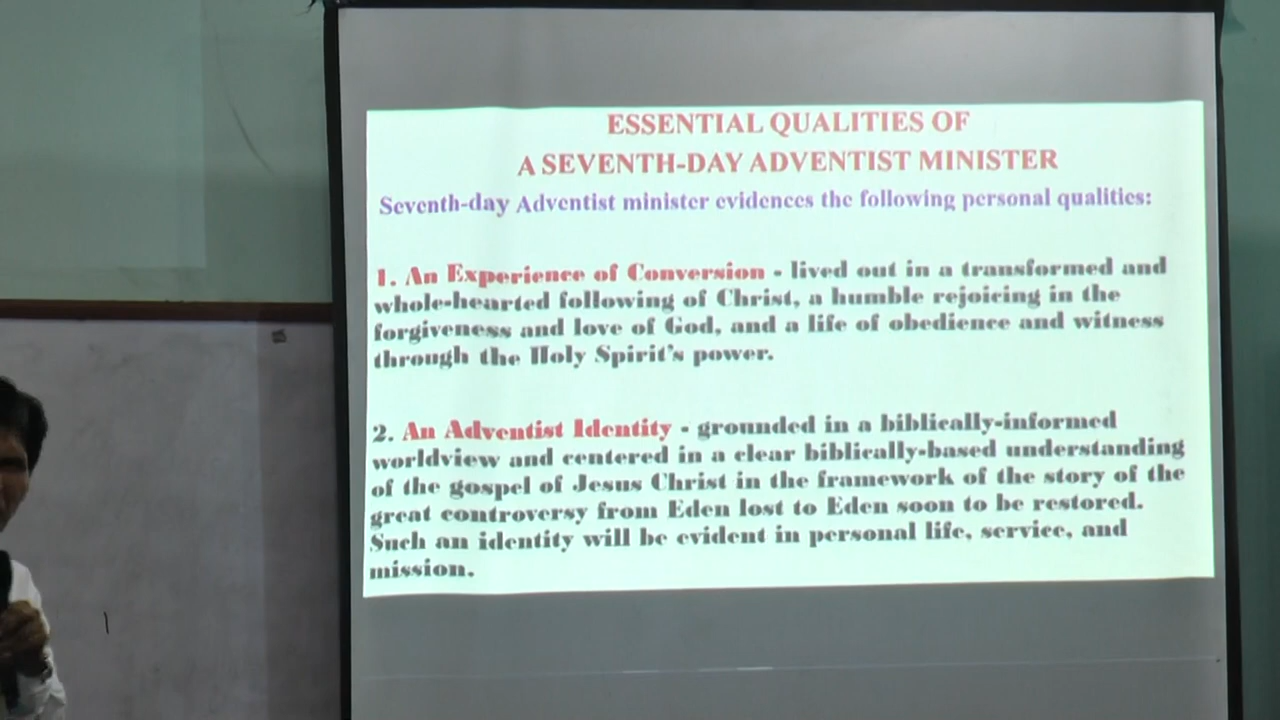 ESSENTIAL QUALITIES OF
A SEVENTH-DAY ADVENTIST MINISTER
Seventh-day Adventist minister evidences the following personal qualities:
1. An Experience of Conversion - lived out in a transformed and
whole-hearted following of Christ, a humble rejoicing in the
forgiveness and love of God, and a life of obedience and witness
through the Holy Spirit's power.
2. An Adventist Identity - grounded in a biblically-informed
worldview and centered in a clear biblically-based understanding
of the gospel of Jesus Christ in the framework of the story of the
great controversy from Eden lost to Eden soon to be restored.
Such an identity will be evident in personal life, service, and
mission.